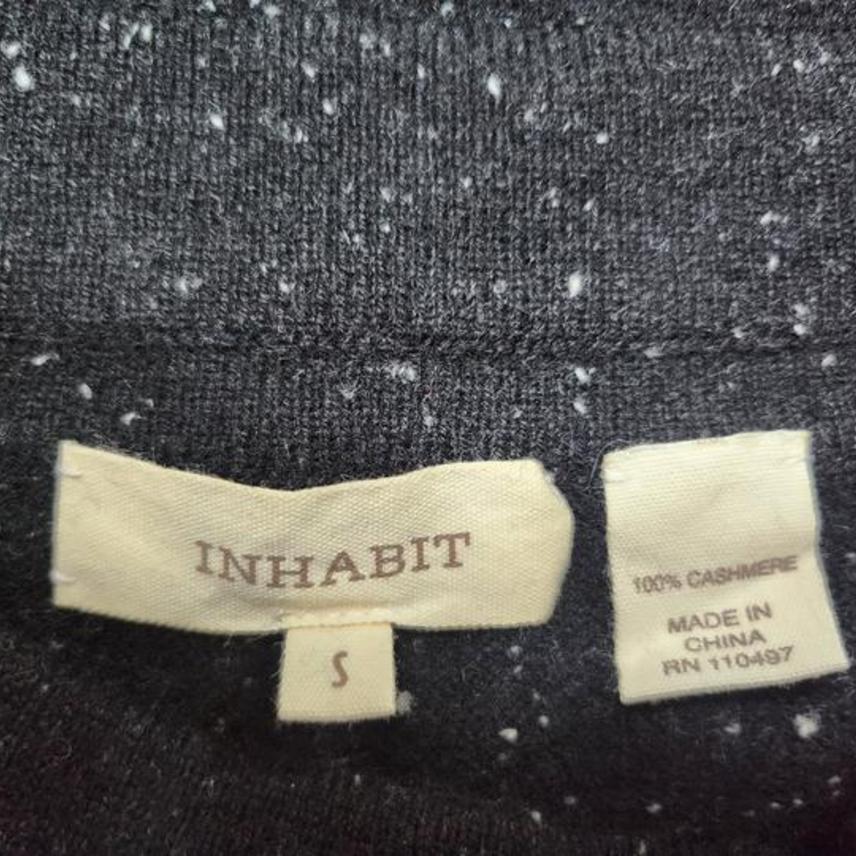 INHABIT
S
100% CASHMERE
MADE IN
CHINA
RN 110497